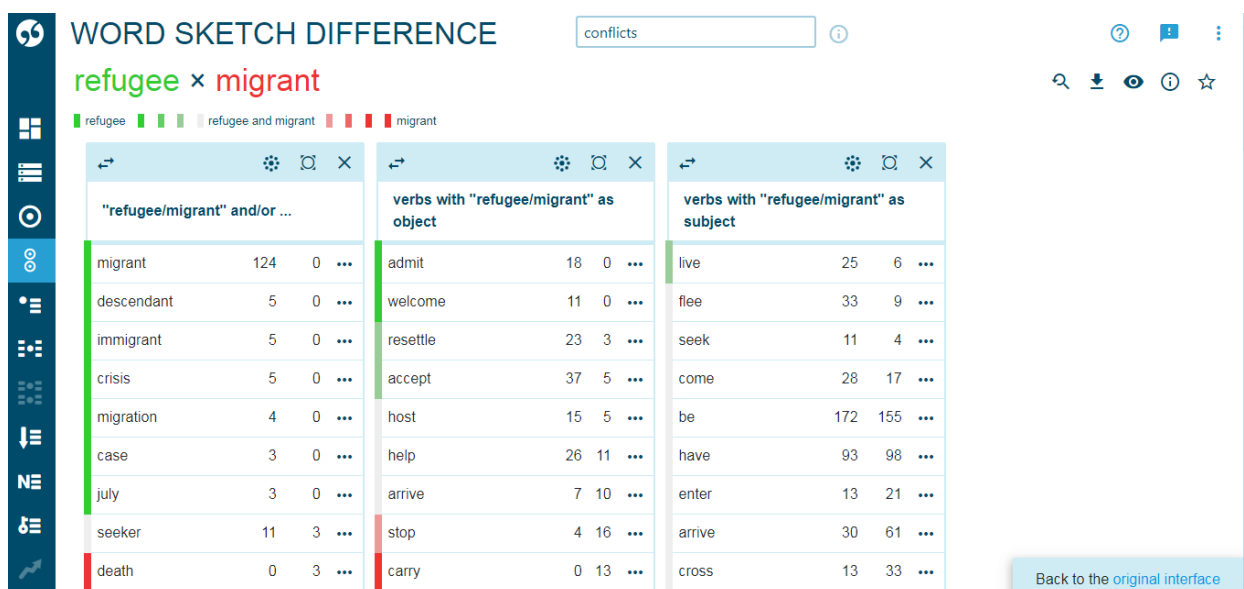 WORD SKETCH DIFFERENCE
conflicts
refugee × migrant
refugee refugee and migrant migrant
"refugee/migrant" and/or ...
migrant 124 0
descendant 5 0
immigrant 5 0
crisis 5 0
migration 4 0
case 3 0
july 3 0
seeker 11 3
death 0 3
verbs with "refugee/migrant" as
object
admit 18 0
welcome 11 0
resettle 23 3
accept 37 5
host 15 5
help 26 11
arrive 7 10
stop 4 16
carry 0 13
verbs with "refugee/migrant" as
subject
live 25 6
flee 33 9
seek 11 4
come 28 17
be 172 155
have 93 98
enter 13 21
arrive 30 61
cross 13 33
Back to the original interface